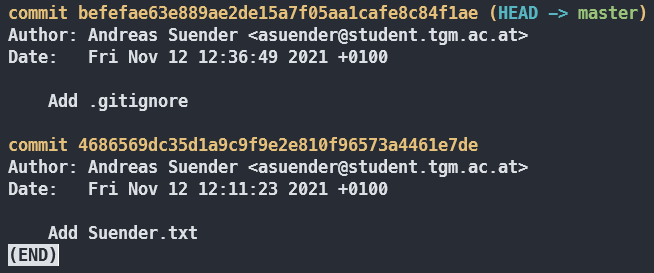 commit befefae63e889ae2de15a7f05aa1cafe8c84f1ae (HEAD -> master)
Author: Andreas Suender <asuender@student.tgm.ac.at>
Date:   Fri Nov 12 12:36:49 2021 +0100

    Add .gitignore

commit 4686569dc35d1a9c9f9e2e810f96573a4461e7de
Author: Andreas Suender <asuender@student.tgm.ac.at>
Date:   Fri Nov 12 12:11:23 2021 +0100

    Add Suender.txt
(END)